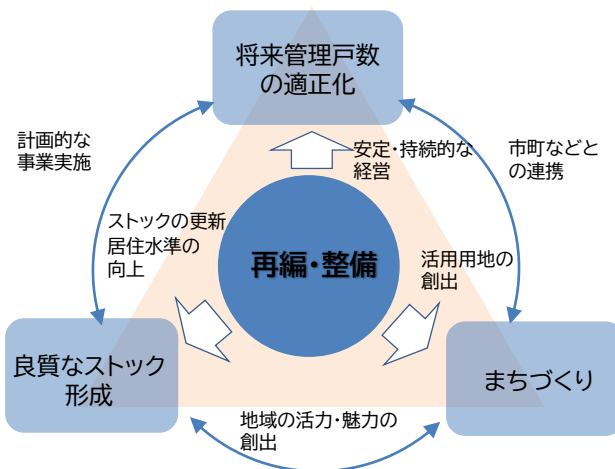 将来管理戸数
の適正化
計画的な
事業実施
安定・持続的な
経営
市町などと
の連携
ストックの更新
居住水準の
向上
再編・整備
活用用地の
創出
良質なストック
形成
まちづくり
地域の活力・魅力の
創出